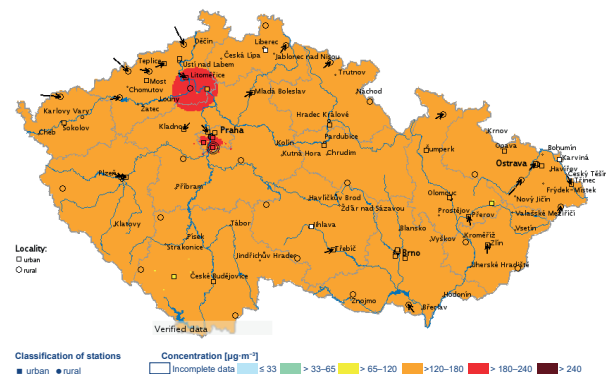 Děčín
Liberec
Teplice
Ústí nad Labem
Česká Lípa
Jablonec nad Nisou
Most
Litoměřice
Trutnov
Chomutov
Mladá Boleslav
Náchod
Louny
Karlovy Vary
Žatec
Hradec Králové
Cheb
Sokolov
Kladno
Praha
Krnov
Pardubice
Opava
Bohumín
Kolín
Kutná Hora
Chrudim
Šumperk
Ostrava
Karviná
Havířov
Český Těšín
Plzeň
Třinec
Příbram
Olomouc
Frýdek-Místek
Havlíčkův Brod
Nový Jičín
Žďár nad Sázavou
Prostějov
Přerov
Valašské Meziříčí
Klatovy
Tábor
Jihlava
Blansko
Vsetín
Písek
Vyškov
Kroměříž
Zlín
Strakonice
Třebíč
Brno
Jindřichův Hradec
Uherské Hradiště
České Budějovice
Hodonín
Znojmo
Břeclav
Locality:
urban
rural
Verified data
Classification of stations
Concentration [µg·m⁻³]
urban
rural
Incomplete data
≤ 33
> 33–65
> 65–120
>120–180
> 180–240
> 240